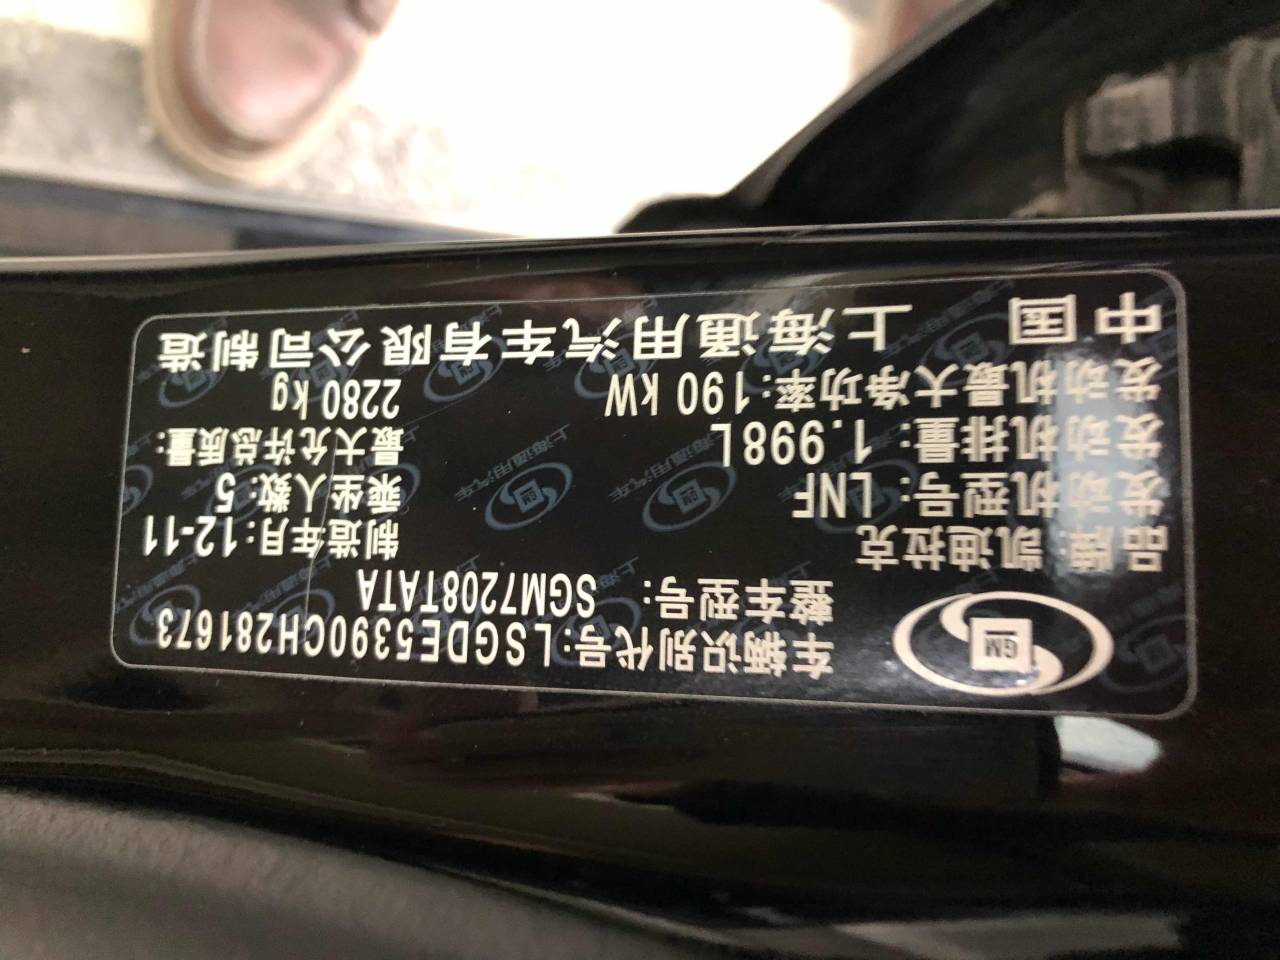 GM
车辆识别代号:LSGDE5390CH281673
整车型号: SGM7208TATA
品牌:凯迪拉克 制造年月:12-11
发动机型号: LNF 乘坐人数:5
发动机排量: 1.998L 最大允许总质量:
发动机最大净功率:190 kW 2280 kg
中国 上海通用汽车有限公司制造